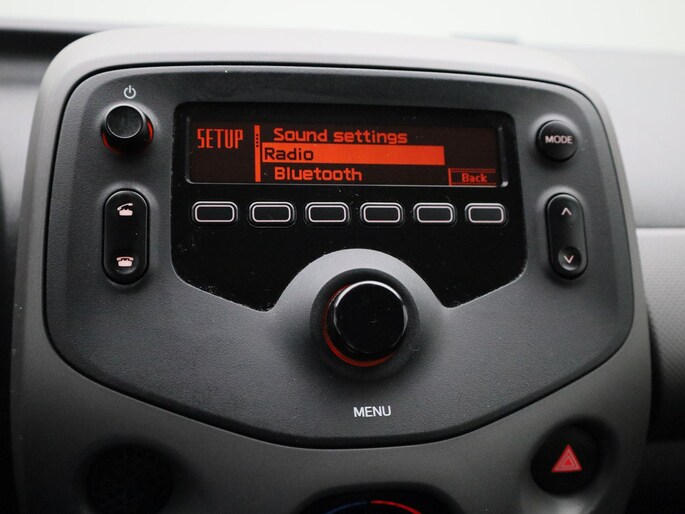 SETUP
Sound settings
Radio
Bluetooth
Back
MODE
MENU